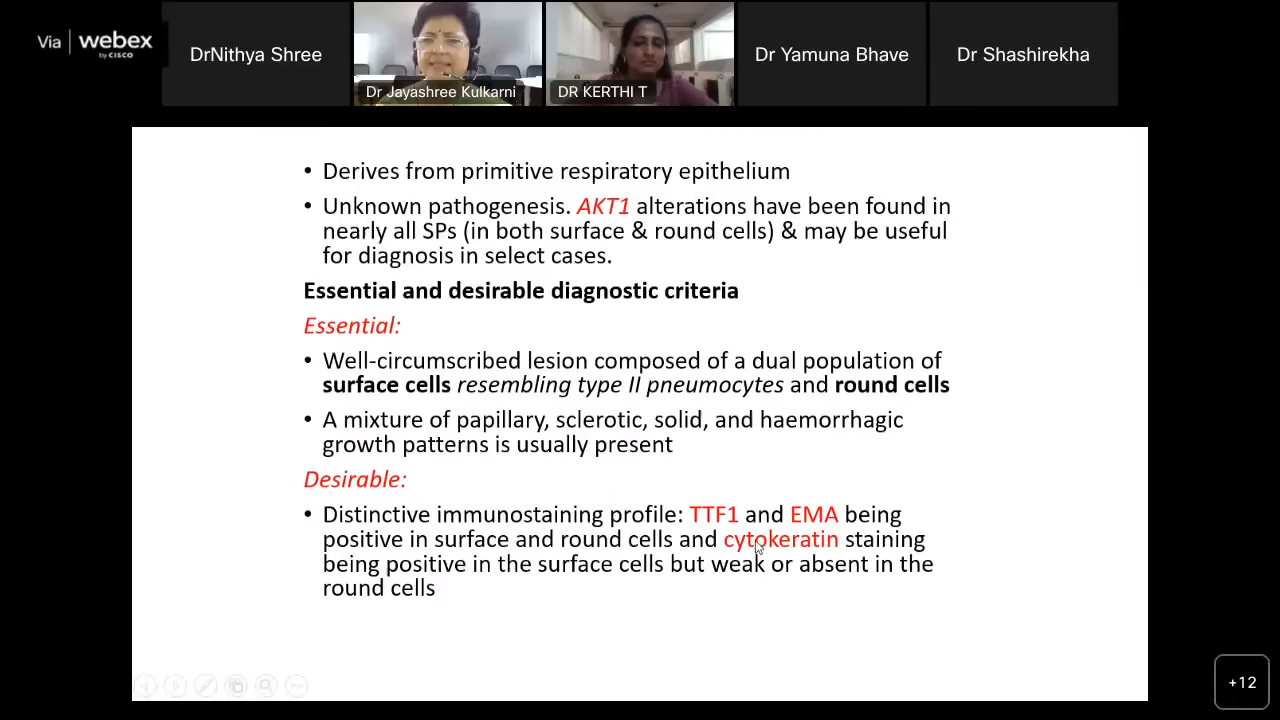 Via webex
by CISCO
DrNithya Shree
Dr Jayashree Kulkarni
DR KERTHI T
Dr Yamuna Bhave
Dr Shashirekha
• Derives from primitive respiratory epithelium
• Unknown pathogenesis. AKT1 alterations have been found in
nearly all SPs (in both surface & round cells) & may be useful
for diagnosis in select cases.
Essential and desirable diagnostic criteria
Essential:
• Well-circumscribed lesion composed of a dual population of
surface cells resembling type II pneumocytes and round cells
• A mixture of papillary, sclerotic, solid, and haemorrhagic
growth patterns is usually present
Desirable:
• Distinctive immunostaining profile: TTF1 and EMA being
positive in surface and round cells and cytokeratin staining
being positive in the surface cells but weak or absent in the
round cells
+12